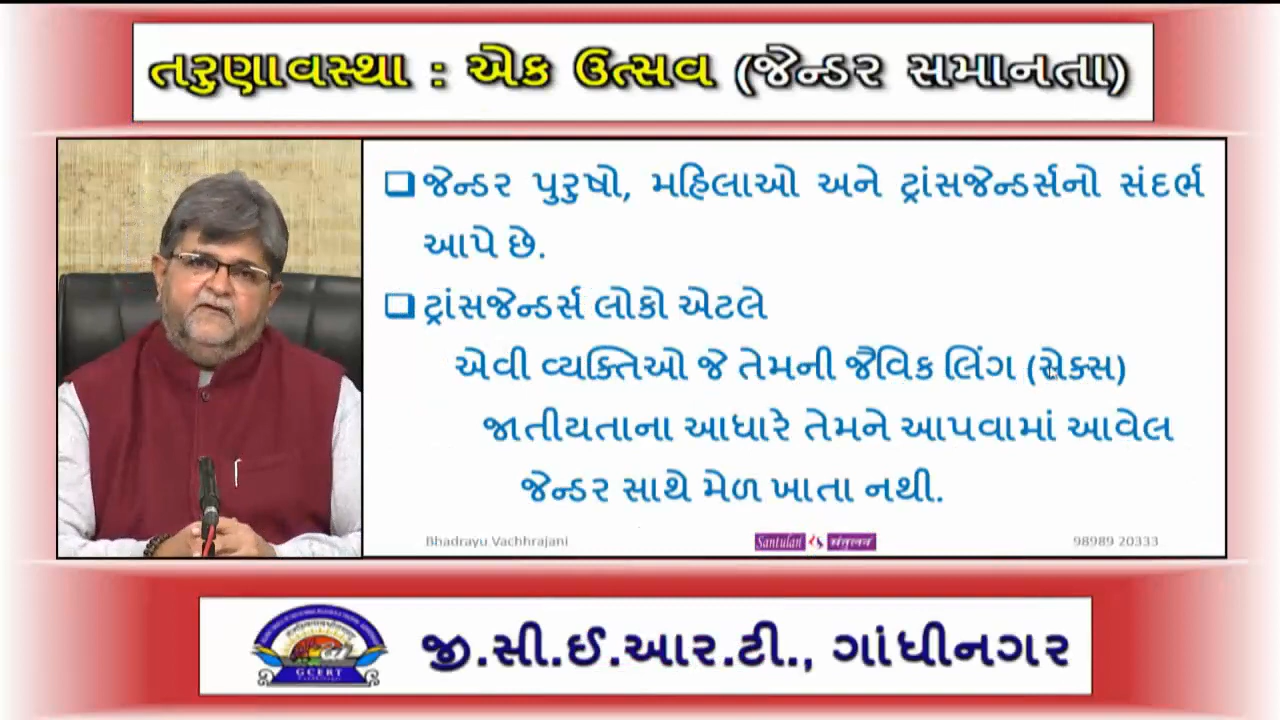 તરુણાવસ્થા : એક ઉત્સવ (જેન્ડર સમાનતા)
❑ જેન્ડર પુરુષો, મહિલાઓ અને ટ્રાંસજેન્ડર્સનો સંદર્ભ
આપે છે.
❑ ટ્રાંસજેન્ડર્સ લોકો એટલે
એવી વ્યક્તિઓ જે તેમની જૈવિક લિંગ (સેક્સ)
જાતીયતાના આધારે તેમને આપવામાં આવેલ
જેન્ડર સાથે મેળ ખાતા નથી.
Bhadrayu Vachhrajani Santulan संतुलन 98989 20333
GCERT
જી.સી.ઈ.આર.ટી., ગાંધીનગર